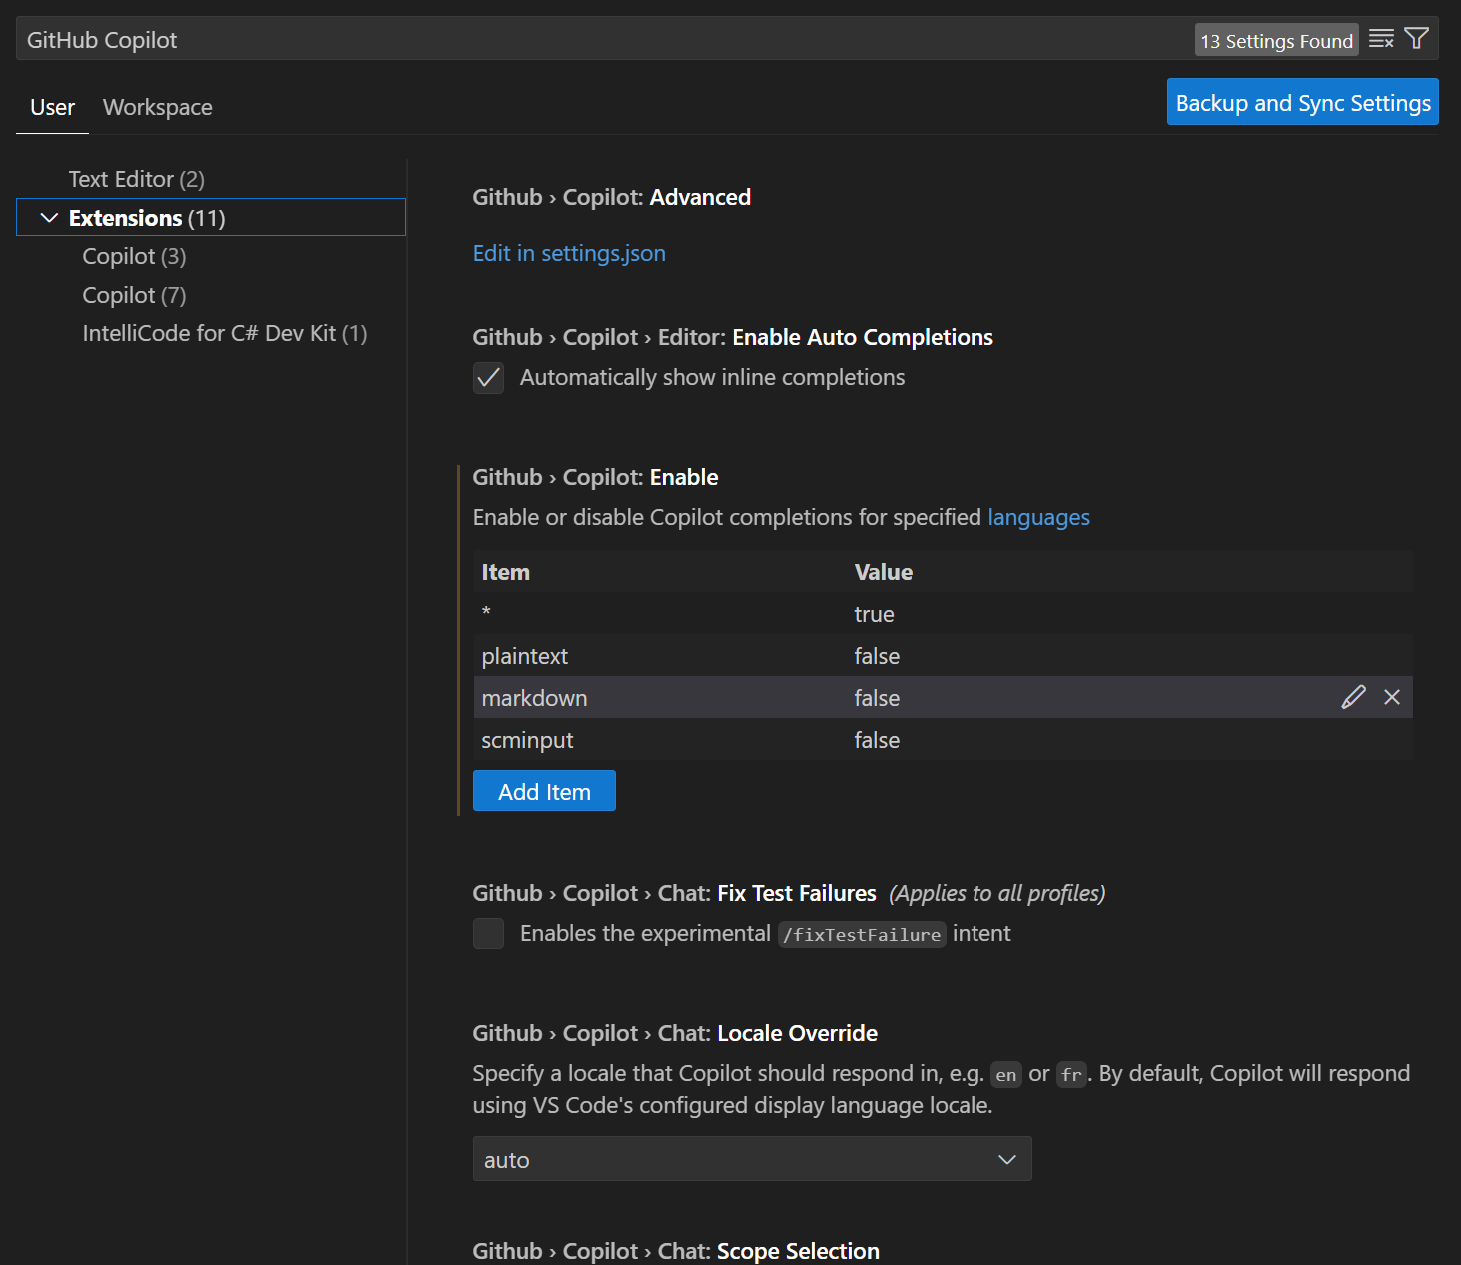 GitHub Copilot
13 Settings Found
User
Workspace
Backup and Sync Settings
Text Editor (2)
Extensions (11)
Copilot (3)
Copilot (7)
IntelliCode for C# Dev Kit (1)
Github › Copilot: Advanced
Edit in settings.json
Github › Copilot › Editor: Enable Auto Completions
Automatically show inline completions
Github › Copilot: Enable
Enable or disable Copilot completions for specified languages
Item Value
* true
plaintext false
markdown false
scminput false
Add Item
Github › Copilot › Chat: Fix Test Failures (Applies to all profiles)
Enables the experimental /fixTestFailure intent
Github › Copilot › Chat: Locale Override
Specify a locale that Copilot should respond in, e.g. en or fr. By default, Copilot will respond
using VS Code's configured display language locale.
auto
Github › Copilot › Chat: Scope Selection